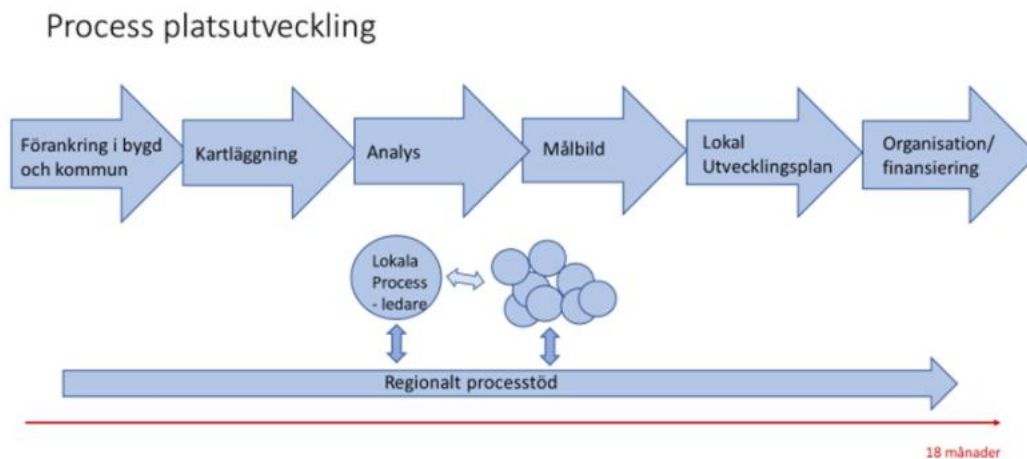 Process platsutveckling
Förankring i bygd
och kommun
Kartläggning
Analys
Målbild
Lokal
Utvecklingsplan
Organisation/
finansiering
Lokala
Process
- ledare
Regionalt processtöd
18 månader